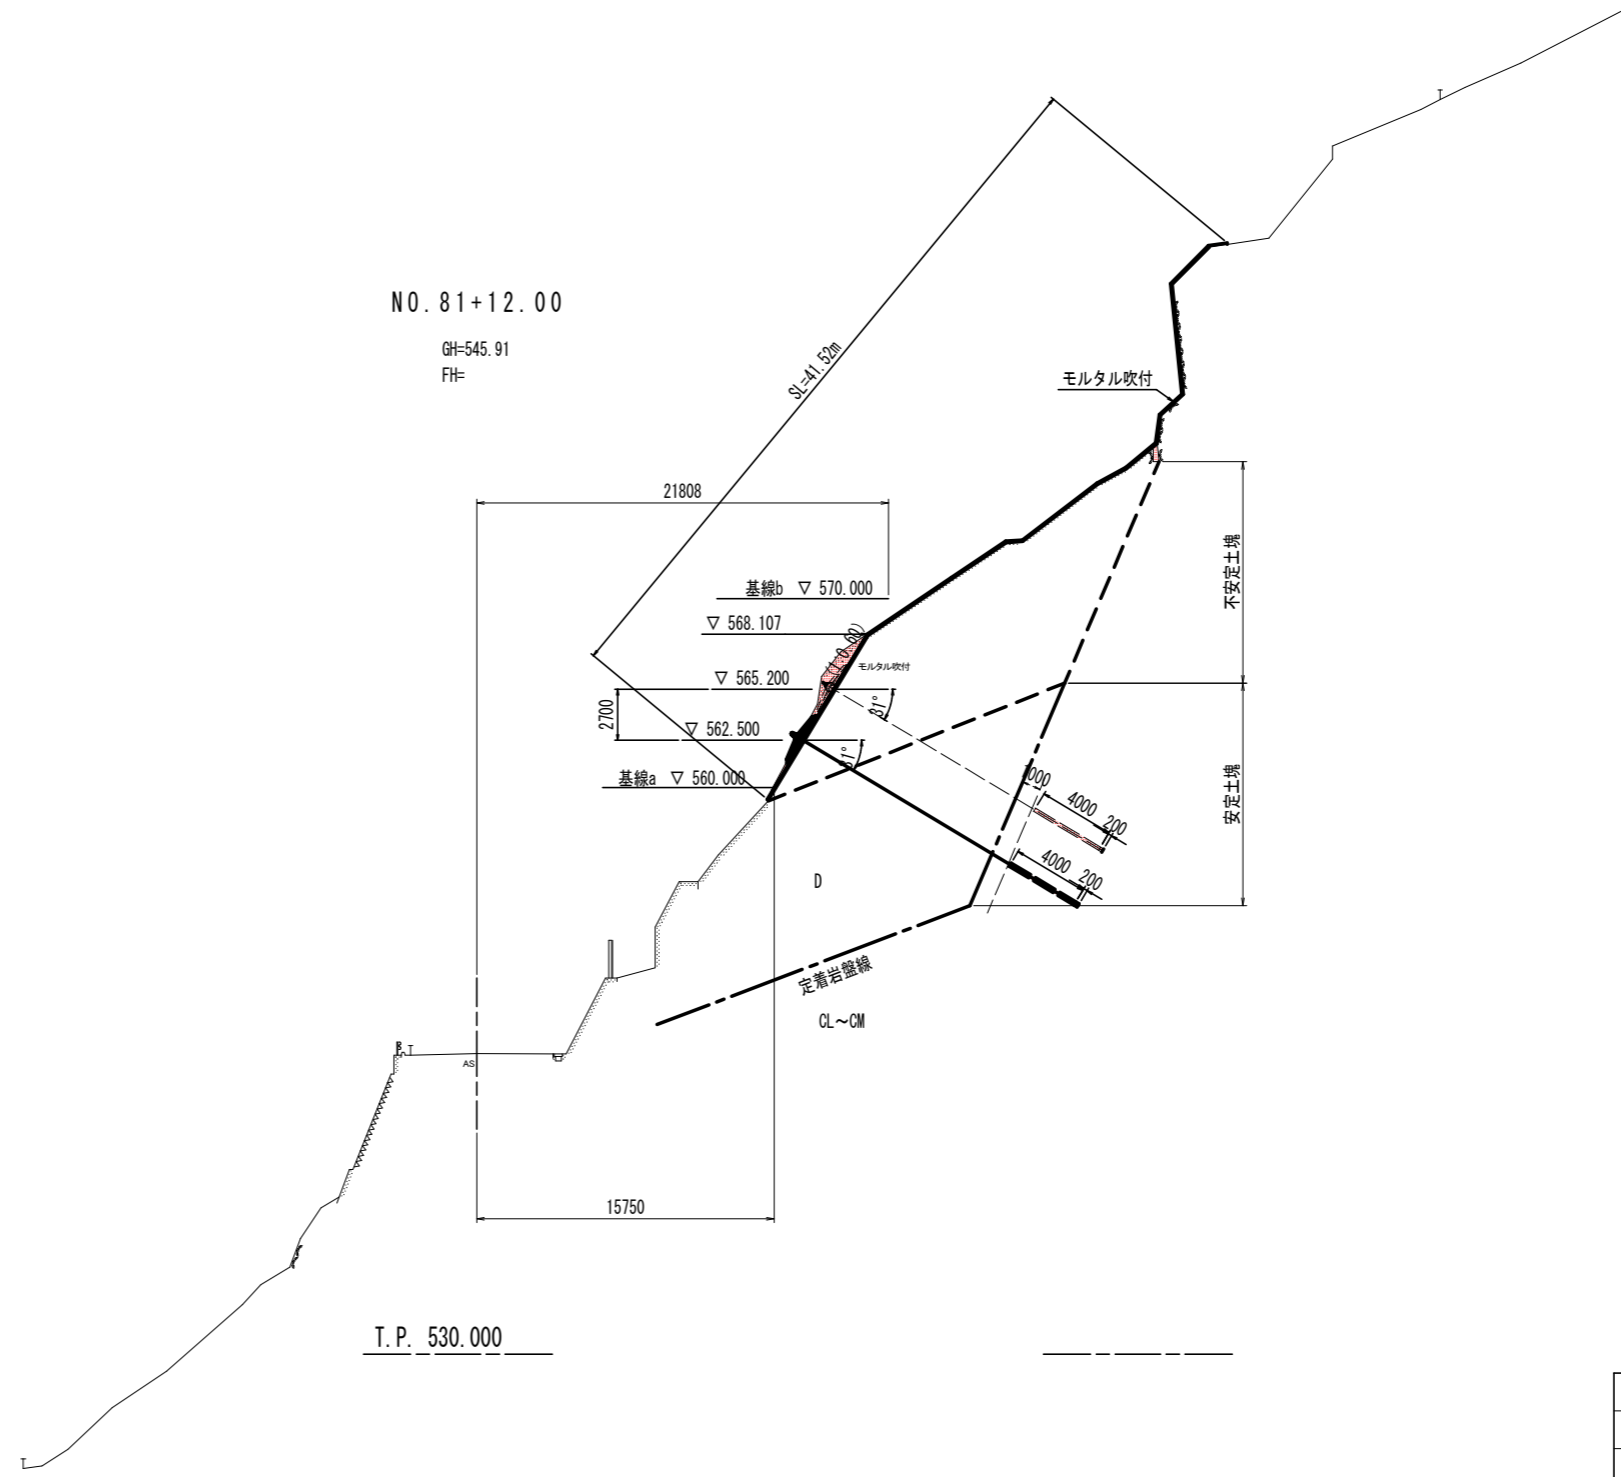 T
NO.81+12.00
GH=545.91
FH=
SL=41.52m
モルタル吹付
21808
不安定土塊
基線b ▽ 570.000
▽ 568.107
モルタル吹付
▽ 565.200
31°
2700
▽ 562.500
31°
基線a ▽ 560.000
1000
4000
200
安定土塊
4000
200
D
定着岩盤線
CL～CM
T
AS
15750
T.P. 530.000
T